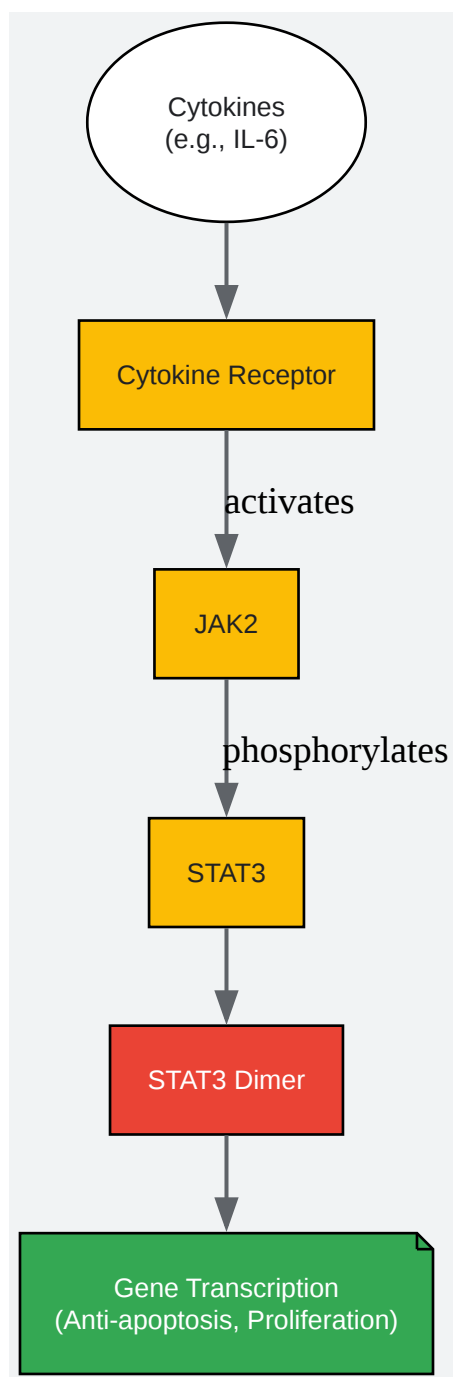 Cytokines
(e.g., IL-6)
Cytokine Receptor
activates
JAK2
phosphorylates
STAT3
STAT3 Dimer
Gene Transcription
(Anti-apoptosis, Proliferation)